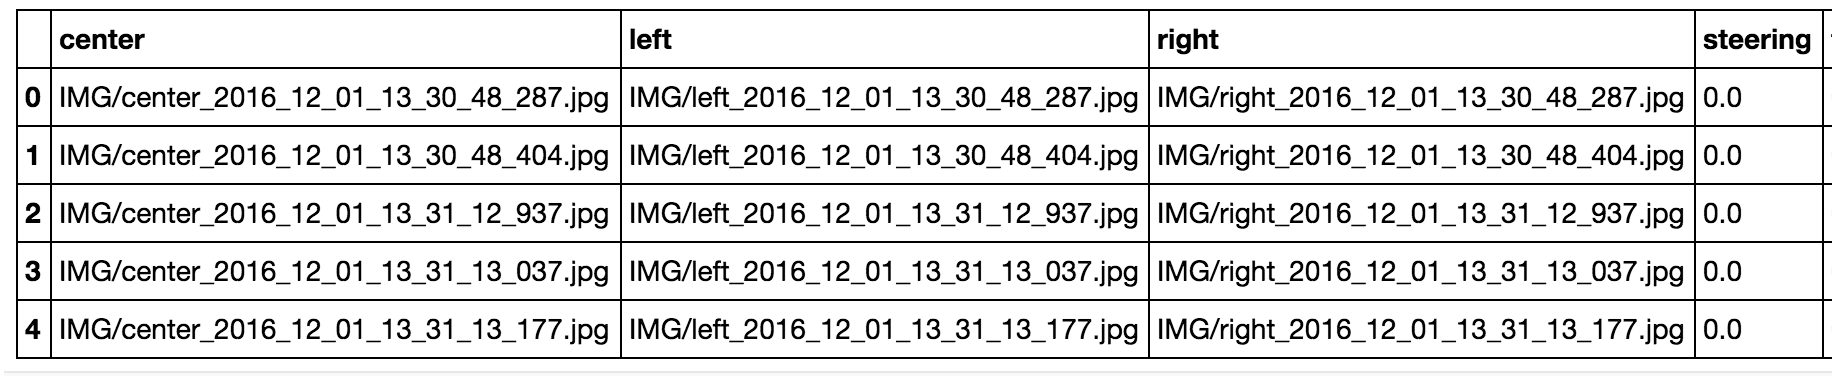 center left right steering
0 IMG/center_2016_12_01_13_30_48_287.jpg IMG/left_2016_12_01_13_30_48_287.jpg IMG/right_2016_12_01_13_30_48_287.jpg 0.0
1 IMG/center_2016_12_01_13_30_48_404.jpg IMG/left_2016_12_01_13_30_48_404.jpg IMG/right_2016_12_01_13_30_48_404.jpg 0.0
2 IMG/center_2016_12_01_13_31_12_937.jpg IMG/left_2016_12_01_13_31_12_937.jpg IMG/right_2016_12_01_13_31_12_937.jpg 0.0
3 IMG/center_2016_12_01_13_31_13_037.jpg IMG/left_2016_12_01_13_31_13_037.jpg IMG/right_2016_12_01_13_31_13_037.jpg 0.0
4 IMG/center_2016_12_01_13_31_13_177.jpg IMG/left_2016_12_01_13_31_13_177.jpg IMG/right_2016_12_01_13_31_13_177.jpg 0.0